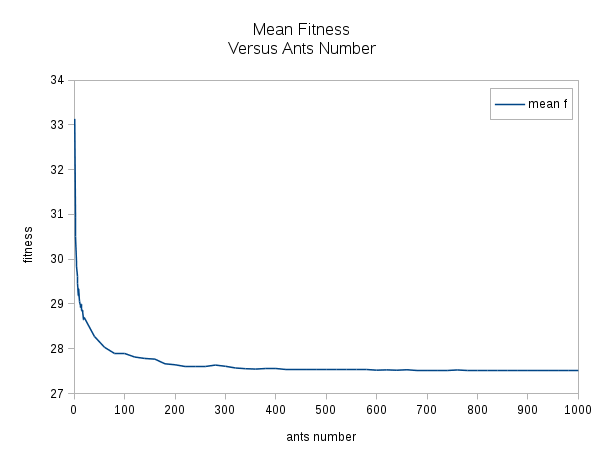 Mean Fitness
Versus Ants Number
34
33
32
31
30
29
28
27
fitness
mean f
0 100 200 300 400 500 600 700 800 900 1000
ants number